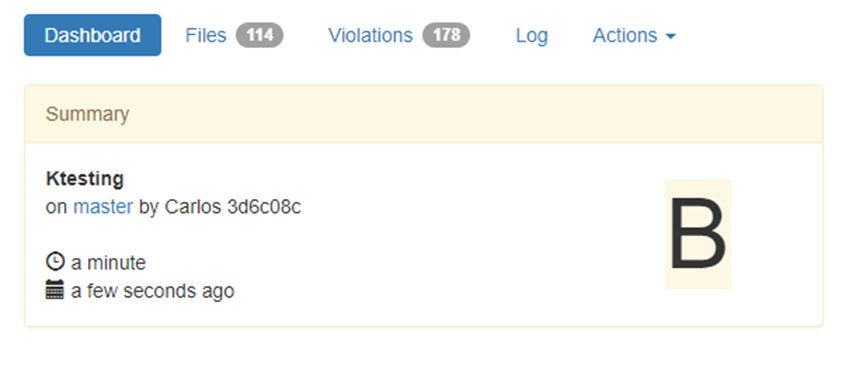 Dashboard Files 114 Violations 178 Log Actions
Summary
Ktesting
on master by Carlos 3d6c08c
B
a minute
a few seconds ago